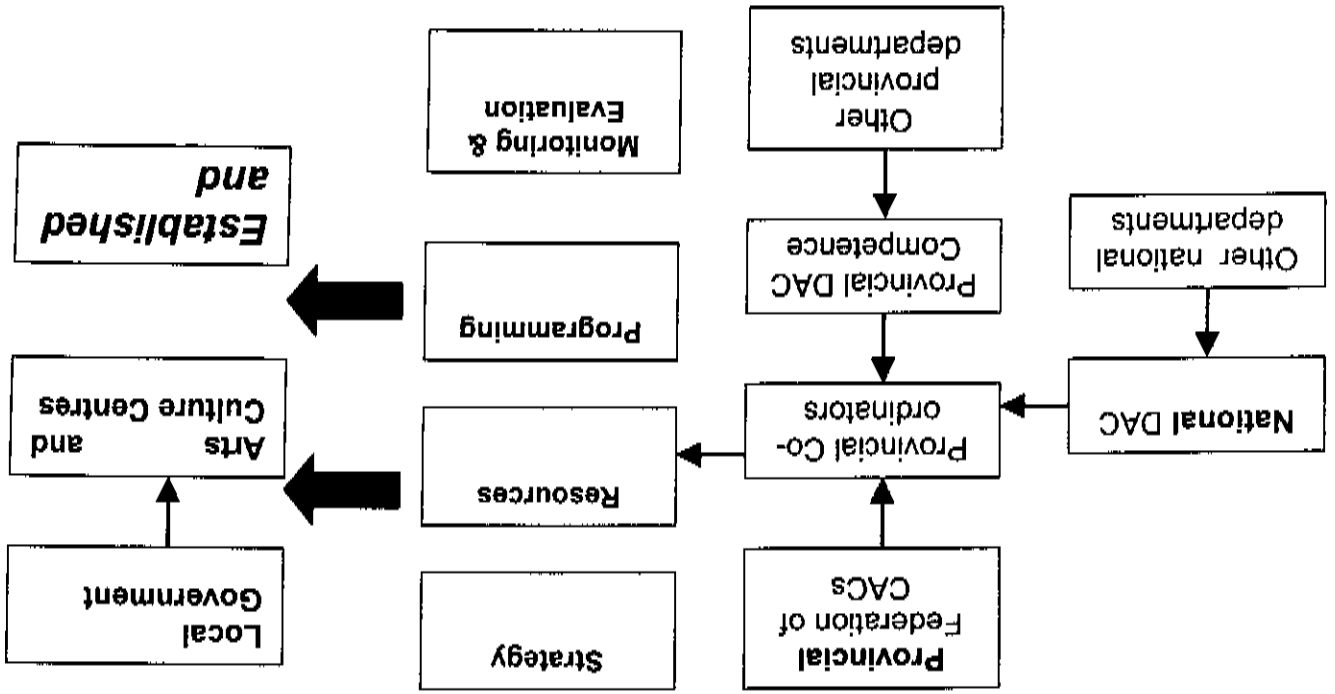 Provincial
Federation of
CACs
Strategy
Local
Government
National DAC
Provincial Co-
ordinators
Resources
Arts and
Culture Centres
Other national
departments
Provincial DAC
Competence
Programming
Established
and
Other
provincial
departments
Monitoring &
Evaluation